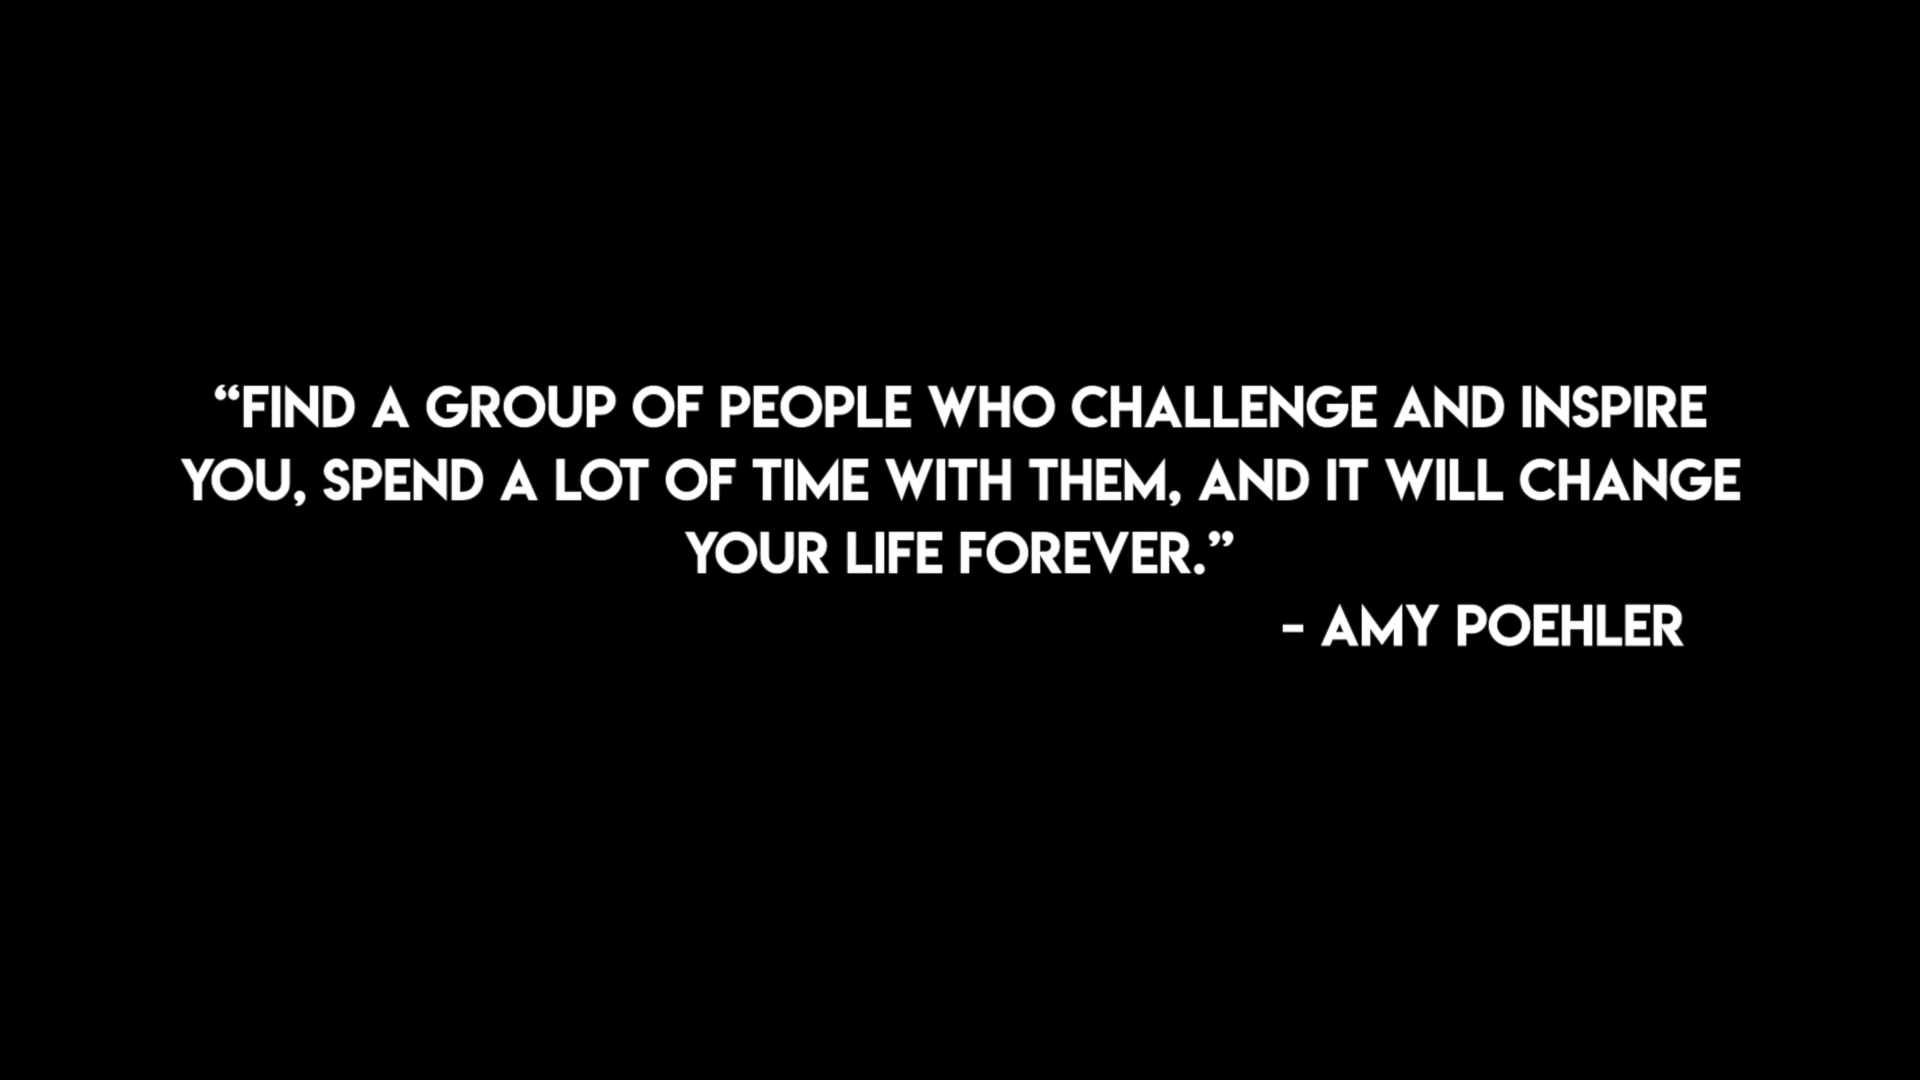 “FIND A GROUP OF PEOPLE WHO CHALLENGE AND INSPIRE
YOU, SPEND A LOT OF TIME WITH THEM, AND IT WILL CHANGE
YOUR LIFE FOREVER.”
- AMY POEHLER